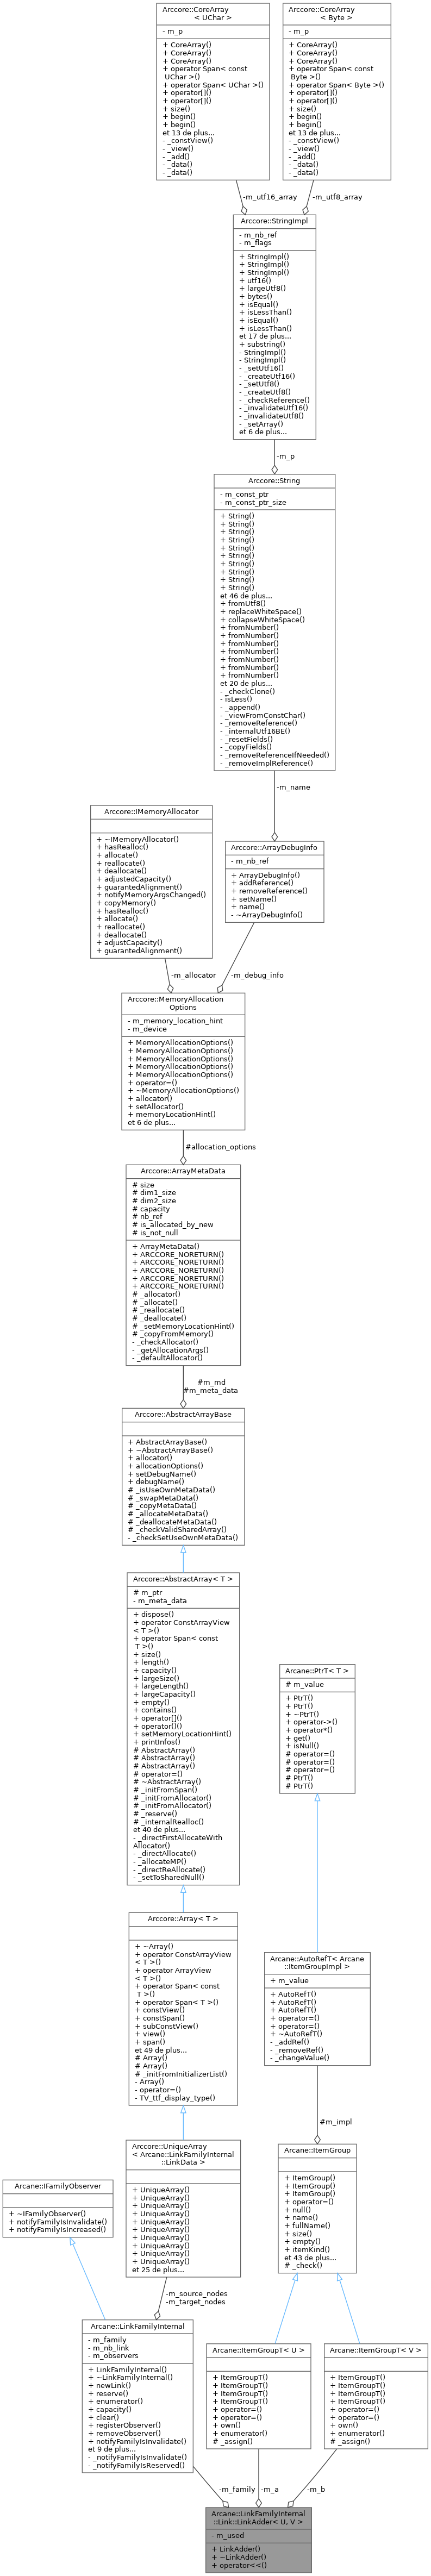 Arccore::CoreArray
< UChar >
- m_p
+ CoreArray()
+ CoreArray()
+ CoreArray()
+ operator Span< const
UChar >()
+ operator Span< UChar >()
+ operator[]()
+ operator[]()
+ size()
+ begin()
+ begin()
et 13 de plus...
- _constView()
- _view()
- _add()
- _data()
- _data()
Arccore::CoreArray
< Byte >
- m_p
+ CoreArray()
+ CoreArray()
+ CoreArray()
+ operator Span< const
Byte >()
+ operator Span< Byte >()
+ operator[]()
+ operator[]()
+ size()
+ begin()
+ begin()
et 13 de plus...
- _constView()
- _view()
- _add()
- _data()
- _data()
-m_utf16_array
-m_utf8_array
Arccore::StringImpl
- m_nb_ref
- m_flags
+ StringImpl()
+ StringImpl()
+ StringImpl()
+ utf16()
+ largeUtf8()
+ bytes()
+ isEqual()
+ isLessThan()
+ isEqual()
+ isLessThan()
et 17 de plus...
+ substring()
- StringImpl()
- StringImpl()
- _setUtf16()
- _createUtf16()
- _setUtf8()
- _createUtf8()
- _checkReference()
- _invalidateUtf16()
- _invalidateUtf8()
- _setArray()
et 6 de plus...
-m_p
Arccore::String
- m_const_ptr
- m_const_ptr_size
+ String()
+ String()
+ String()
+ String()
+ String()
+ String()
+ String()
+ String()
+ String()
+ String()
et 46 de plus...
+ fromUtf8()
+ replaceWhiteSpace()
+ collapseWhiteSpace()
+ fromNumber()
+ fromNumber()
+ fromNumber()
+ fromNumber()
+ fromNumber()
+ fromNumber()
+ fromNumber()
et 20 de plus...
- _checkClone()
- isLess()
- _append()
- _viewFromConstChar()
- _removeReference()
- _internalUtf16BE()
- _resetFields()
- _copyFields()
- _removeReferenceIfNeeded()
- _removeImplReference()
-m_name
Arccore::IMemoryAllocator
+ ~IMemoryAllocator()
+ hasRealloc()
+ allocate()
+ reallocate()
+ deallocate()
+ adjustedCapacity()
+ guarantedAlignment()
+ notifyMemoryArgsChanged()
+ copyMemory()
+ hasRealloc()
+ allocate()
+ reallocate()
+ deallocate()
+ adjustCapacity()
+ guarantedAlignment()
Arccore::ArrayDebugInfo
- m_nb_ref
+ ArrayDebugInfo()
+ addReference()
+ removeReference()
+ setName()
+ name()
- ~ArrayDebugInfo()
-m_allocator
-m_debug_info
Arccore::MemoryAllocation
Options
- m_memory_location_hint
- m_device
+ MemoryAllocationOptions()
+ MemoryAllocationOptions()
+ MemoryAllocationOptions()
+ MemoryAllocationOptions()
+ MemoryAllocationOptions()
+ operator=()
+ ~MemoryAllocationOptions()
+ allocator()
+ setAllocator()
+ memoryLocationHint()
et 6 de plus...
#allocation_options
Arccore::ArrayMetaData
# size
# dim1_size
# dim2_size
# capacity
# nb_ref
# is_allocated_by_new
# is_not_null
+ ArrayMetaData()
+ ARCCORE_NORETURN()
+ ARCCORE_NORETURN()
+ ARCCORE_NORETURN()
+ ARCCORE_NORETURN()
+ ARCCORE_NORETURN()
# _allocator()
# _allocate()
# _reallocate()
# _deallocate()
# _setMemoryLocationHint()
# _copyFromMemory()
- _checkAllocator()
- _getAllocationArgs()
- _defaultAllocator()
#m_md
#m_meta_data
Arccore::AbstractArrayBase
+ AbstractArrayBase()
+ ~AbstractArrayBase()
+ allocator()
+ allocationOptions()
+ setDebugName()
+ debugName()
# _isUseOwnMetaData()
# _swapMetaData()
# _copyMetaData()
# _allocateMetaData()
# _deallocateMetaData()
# _checkValidSharedArray()
- _checkSetUseOwnMetaData()
Arccore::AbstractArray< T >
# m_ptr
- m_meta_data
+ dispose()
+ operator ConstArrayView
< T >()
+ operator Span< const
T >()
+ size()
+ length()
+ capacity()
+ largeSize()
+ largeLength()
+ largeCapacity()
+ empty()
+ contains()
+ operator[]()
+ operator()()
+ setMemoryLocationHint()
+ printInfos()
# AbstractArray()
# AbstractArray()
# AbstractArray()
# operator=()
# ~AbstractArray()
# _initFromSpan()
# _initFromAllocator()
# _initFromAllocator()
# _reserve()
# _internalRealloc()
et 40 de plus...
- _directFirstAllocateWith
Allocator()
- _directAllocate()
- _allocateMP()
- _directReAllocate()
- _setToSharedNull()
Arcane::PtrT< T >
# m_value
+ PtrT()
+ PtrT()
+ ~PtrT()
+ operator->()
+ operator*()
+ get()
+ isNull()
# operator=()
# operator=()
# operator=()
# PtrT()
# PtrT()
Arccore::Array< T >
+ ~Array()
+ operator ConstArrayView
< T >()
+ operator ArrayView
< T >()
+ operator Span< const
T >()
+ operator Span< T >()
+ constView()
+ constSpan()
+ subConstView()
+ view()
+ span()
et 49 de plus...
# Array()
# Array()
# _initFromInitializerList()
- Array()
- operator=()
- TV_ttf_display_type()
Arcane::AutoRefT< Arcane
::ItemGroupImpl >
+ m_value
+ AutoRefT()
+ AutoRefT()
+ AutoRefT()
+ operator=()
+ operator=()
+ ~AutoRefT()
- _addRef()
- _removeRef()
- _changeValue()
#m_impl
Arccore::UniqueArray
< Arcane::LinkFamilyInternal
::LinkData >
+ UniqueArray()
+ UniqueArray()
+ UniqueArray()
+ UniqueArray()
+ UniqueArray()
+ UniqueArray()
+ UniqueArray()
+ UniqueArray()
+ UniqueArray()
+ UniqueArray()
et 25 de plus...
Arcane::ItemGroup
+ ItemGroup()
+ ItemGroup()
+ ItemGroup()
+ operator=()
+ null()
+ name()
+ fullName()
+ size()
+ empty()
+ itemKind()
et 43 de plus...
# _check()
Arcane::IFamilyObserver
+ ~IFamilyObserver()
+ notifyFamilyIsInvalidate()
+ notifyFamilyIsIncreased()
-m_source_nodes
-m_target_nodes
Arcane::LinkFamilyInternal
- m_family
- m_nb_link
- m_observers
+ LinkFamilyInternal()
+ ~LinkFamilyInternal()
+ newLink()
+ reserve()
+ enumerator()
+ capacity()
+ clear()
+ registerObserver()
+ removeObserver()
+ notifyFamilyIsInvalidate()
et 9 de plus...
- _notifyFamilyIsInvalidate()
- _notifyFamilyIsReserved()
Arcane::ItemGroupT< U >
+ ItemGroupT()
+ ItemGroupT()
+ ItemGroupT()
+ ItemGroupT()
+ operator=()
+ operator=()
+ own()
+ enumerator()
# _assign()
Arcane::ItemGroupT< V >
+ ItemGroupT()
+ ItemGroupT()
+ ItemGroupT()
+ ItemGroupT()
+ operator=()
+ operator=()
+ own()
+ enumerator()
# _assign()
-m_family
-m_a
-m_b
Arcane::LinkFamilyInternal
::Link::LinkAdder< U, V >
- m_used
+ LinkAdder()
+ ~LinkAdder()
+ operator<<()